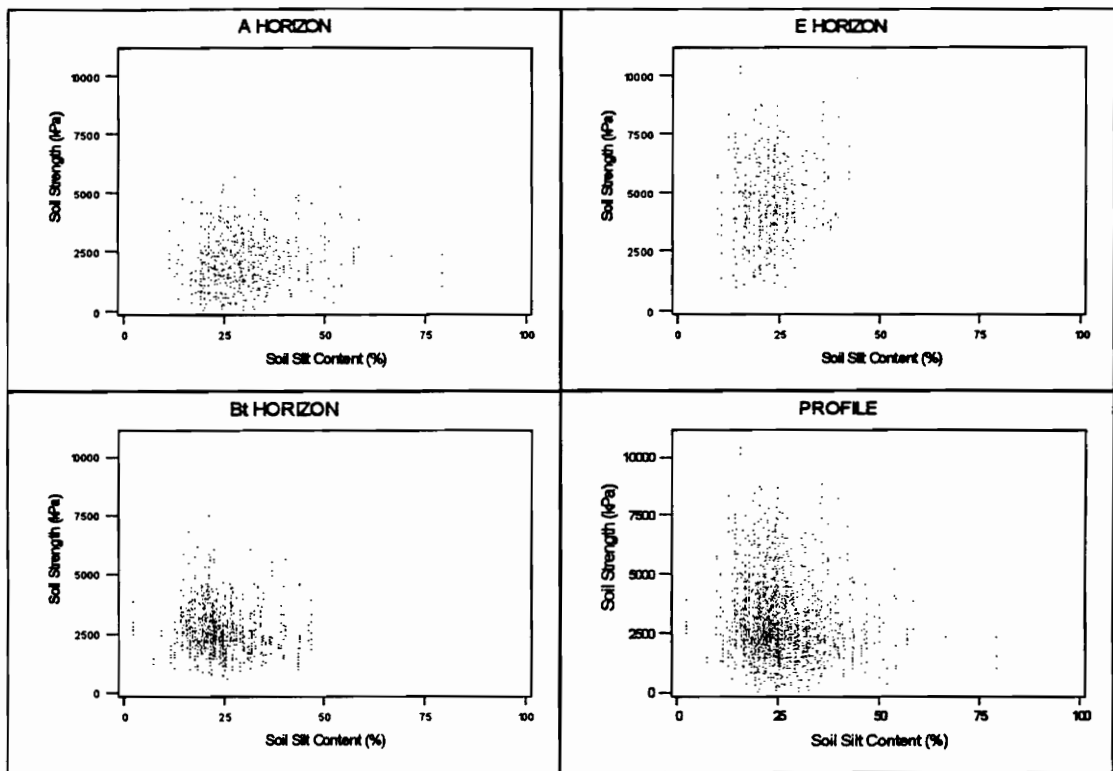 A HORIZON
Soil Strength (kPa)
10000
7500
5000
2500
0
0 25 50 75 100
Soil Silt Content (%)
E HORIZON
Soil Strength (kPa)
10000
7500
5000
2500
0
0 25 50 75 100
Soil Silt Content (%)
Bt HORIZON
Soil Strength (kPa)
10000
7500
5000
2500
0
0 25 50 75 100
Soil Silt Content (%)
PROFILE
Soil Strength (kPa)
10000
7500
5000
2500
0
0 25 50 75 100
Soil Silt Content (%)